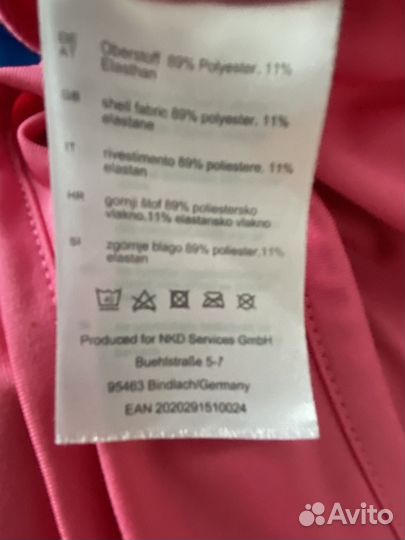 DE
AT
Oberstoff 89% Polyester, 11%
Elasthan
GB
shell fabric 89% polyester, 11%
elastane
IT
rivestimento 89% poliestere, 11%
elastan
HR
gornji štof 89% poliestersko
vlakno,11% elastansko vlakno
SI
zgornje blago 89% poliester,11%
elastan
Produced for NKD Services GmbH
Buehlstraße 5-7
95463 Bindlach/Germany
EAN 2020291510024
Avito